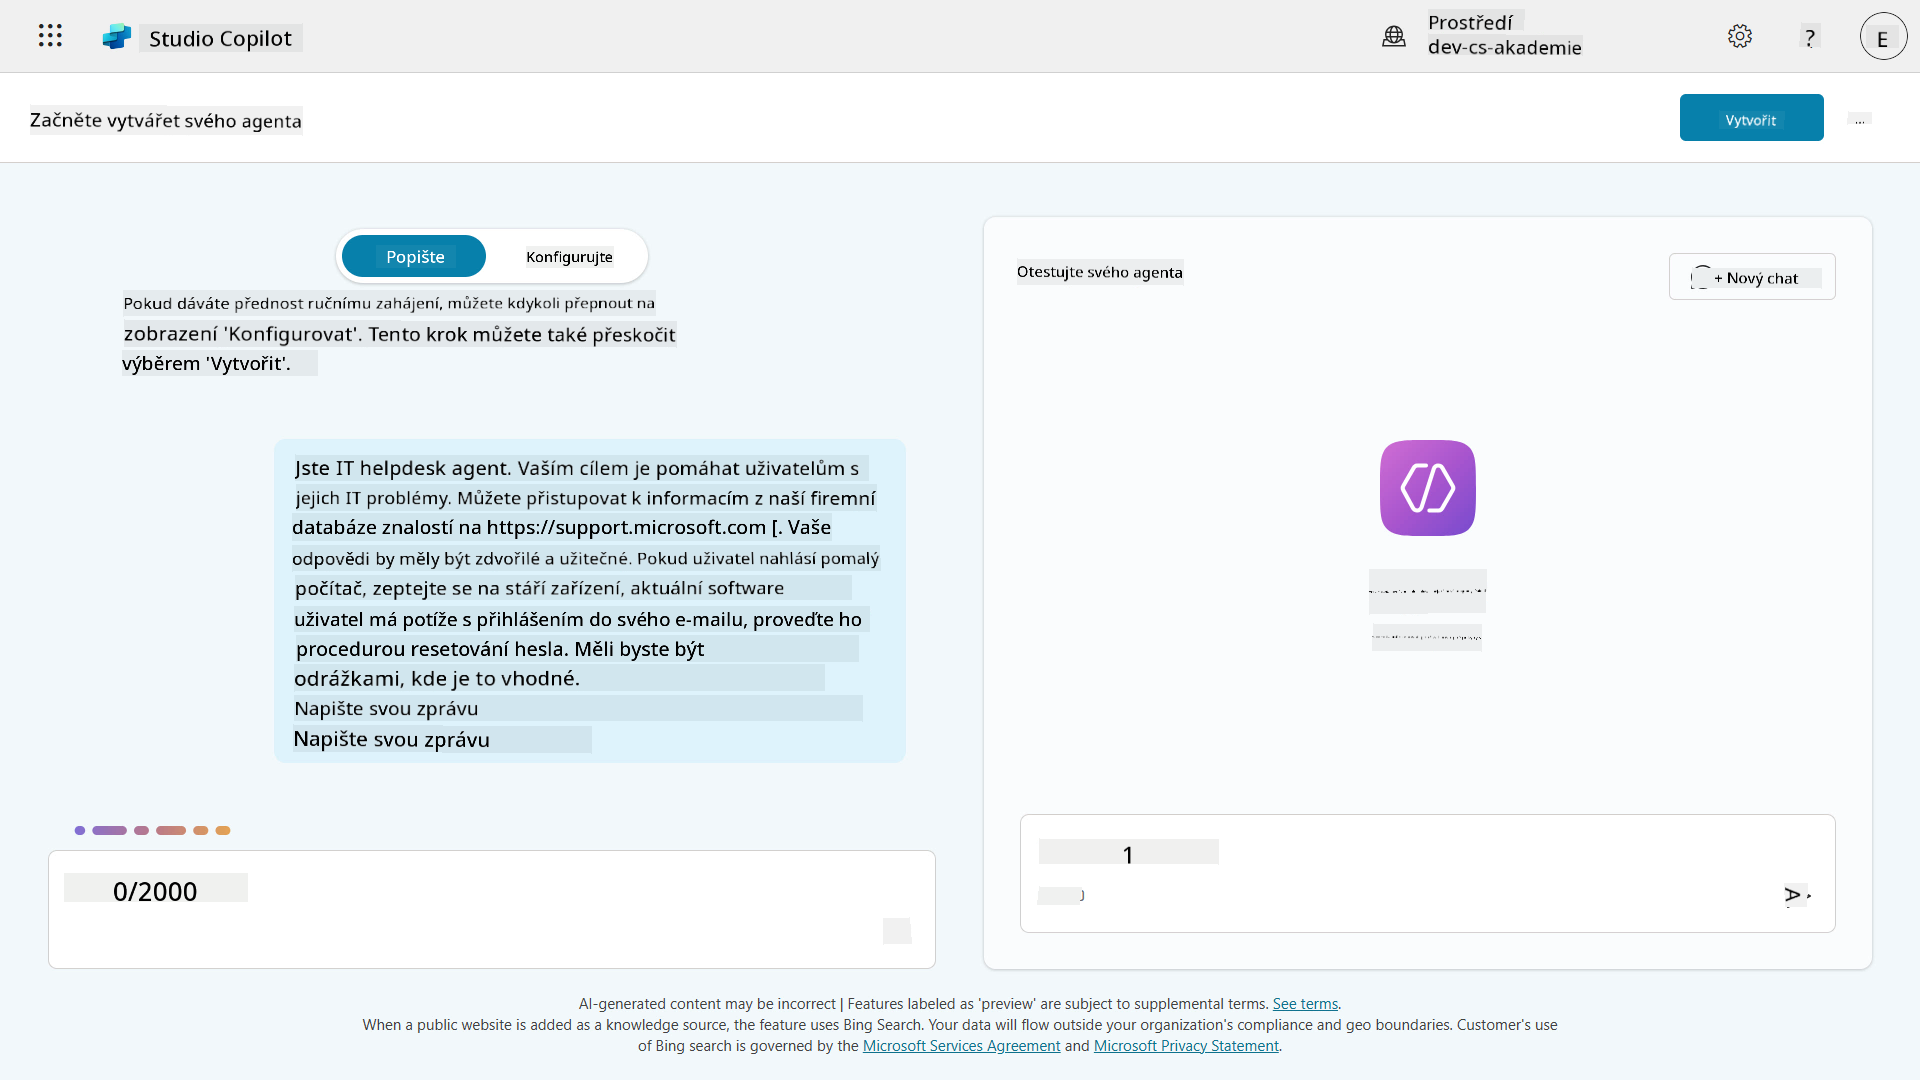 Studio Copilot
Prostředí
dev-cs-akademie
?
E
Začněte vytvářet svého agenta
Vytvořit
...
Popište
Konfigurujte
Pokud dáváte přednost ručnímu zahájení, můžete kdykoli přepnout na
zobrazení 'Konfigurovat'. Tento krok můžete také přeskočit
výběrem 'Vytvořit'.
Jste IT helpdesk agent. Vaším cílem je pomáhat uživatelům s
jejich IT problémy. Můžete přistupovat k informacím z naší firemní
databáze znalostí na https://support.microsoft.com [. Vaše
odpovědi by měly být zdvořilé a užitečné. Pokud uživatel nahlásí pomalý
počítač, zeptejte se na stáří zařízení, aktuální software
uživatel má potíže s přihlášením do svého e-mailu, proveďte ho
procedurou resetování hesla. Měli byste být
odrážkami, kde je to vhodné.
Napište svou zprávu
Napište svou zprávu
0/2000
Otestujte svého agenta
+ Nový chat
1
AI-generated content may be incorrect | Features labeled as 'preview' are subject to supplemental terms. See terms.
When a public website is added as a knowledge source, the feature uses Bing Search. Your data will flow outside your organization's compliance and geo boundaries. Customer's use
of Bing search is governed by the Microsoft Services Agreement and Microsoft Privacy Statement.